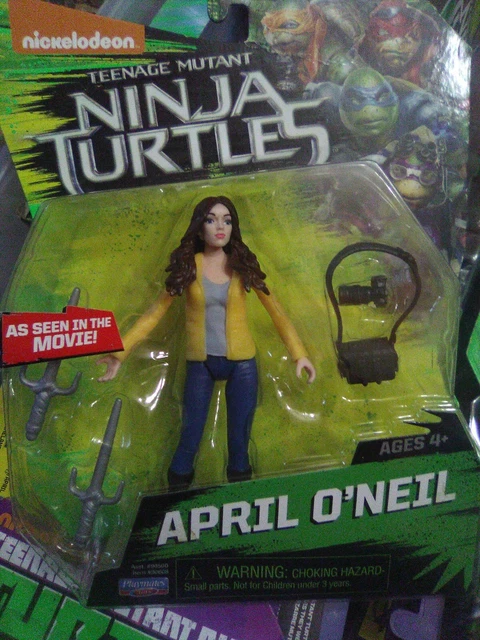 nickelodeon
TEENAGE MUTANT
NINJA
TURTLES
AS SEEN IN THE
MOVIE!
AGES 4+
APRIL O'NEIL
Playmates
WARNING: CHOKING HAZARD-
Small parts. Not for Children under 3 years.